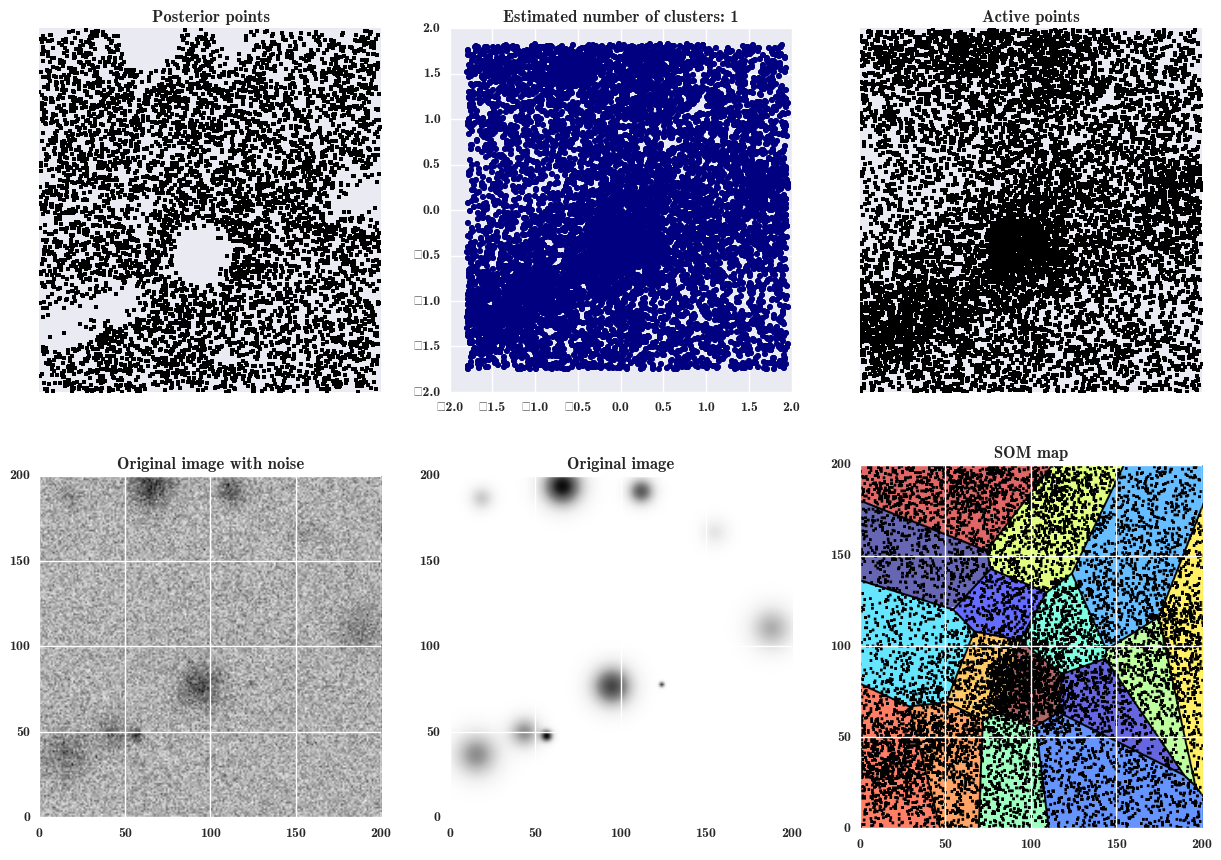 Posterior points
Estimated number of clusters: 1
Active points
2.0
1.5
1.0
0.5
0.0
□0.5
□1.0
□1.5
□2.0
□2.0 □1.5 □1.0 □0.5 0.0 0.5 1.0 1.5 2.0
Original image with noise
200
150
100
50
0
0 50 100 150 200
Original image
200
150
100
50
0
0 50 100 150 200
SOM map
200
150
100
50
0
0 50 100 150 200